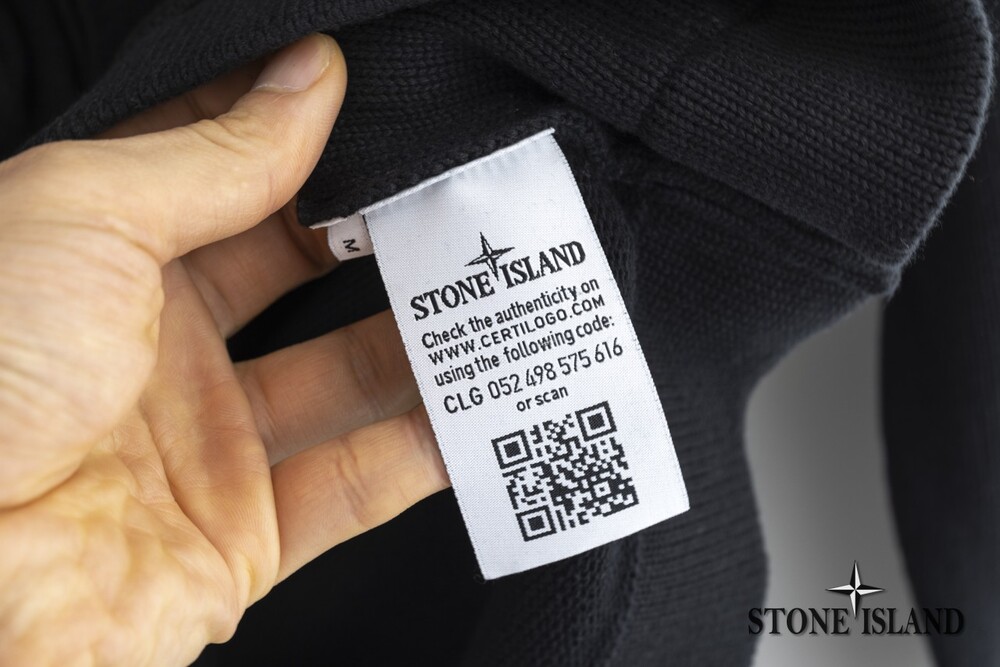 M
STONE ISLAND
Check the authenticity on
WWW.CERTILOGO.COM
using the following code:
CLG 052 498 575 616
or scan
STONE ISLAND